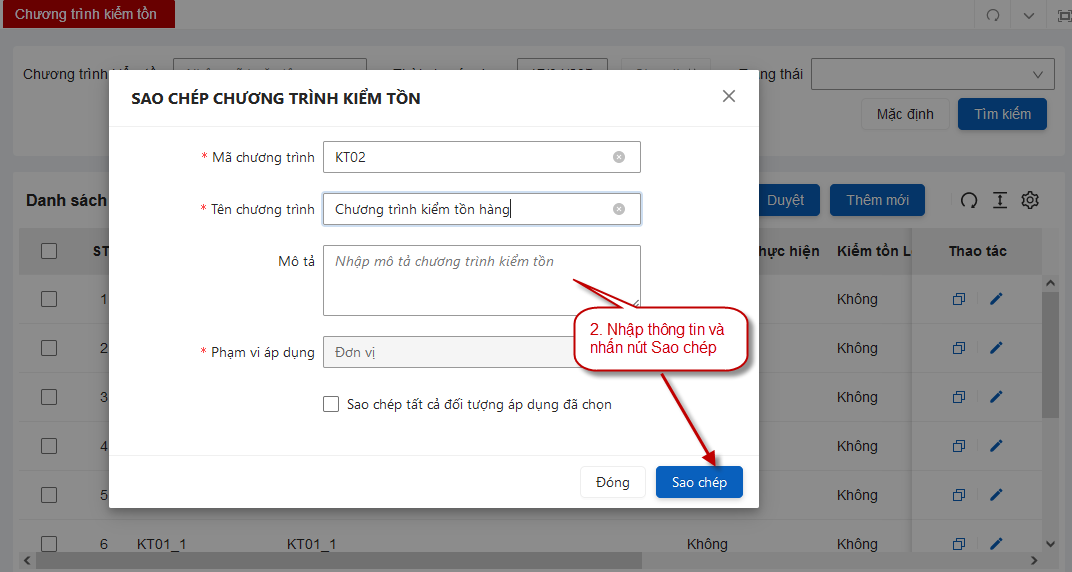 Chương trình kiểm tồn
Chương trình
Trạng thái
Mặc định
Tìm kiếm
SAO CHÉP CHƯƠNG TRÌNH KIỂM TỒN
* Mã chương trình
KT02
* Tên chương trình
Chương trình kiểm tồn hàng
Mô tả
Nhập mô tả chương trình kiểm tồn
* Phạm vi áp dụng
Đơn vị
Sao chép tất cả đối tượng áp dụng đã chọn
Đóng
Sao chép
2. Nhập thông tin và
nhấn nút Sao chép
Danh sách
Duyệt
Thêm mới
ST
hực hiện
Kiểm tồn L
Thao tác
1
Không
2
Không
3
Không
4
Không
5
Không
6
KT01_1
KT01_1
Không
Không